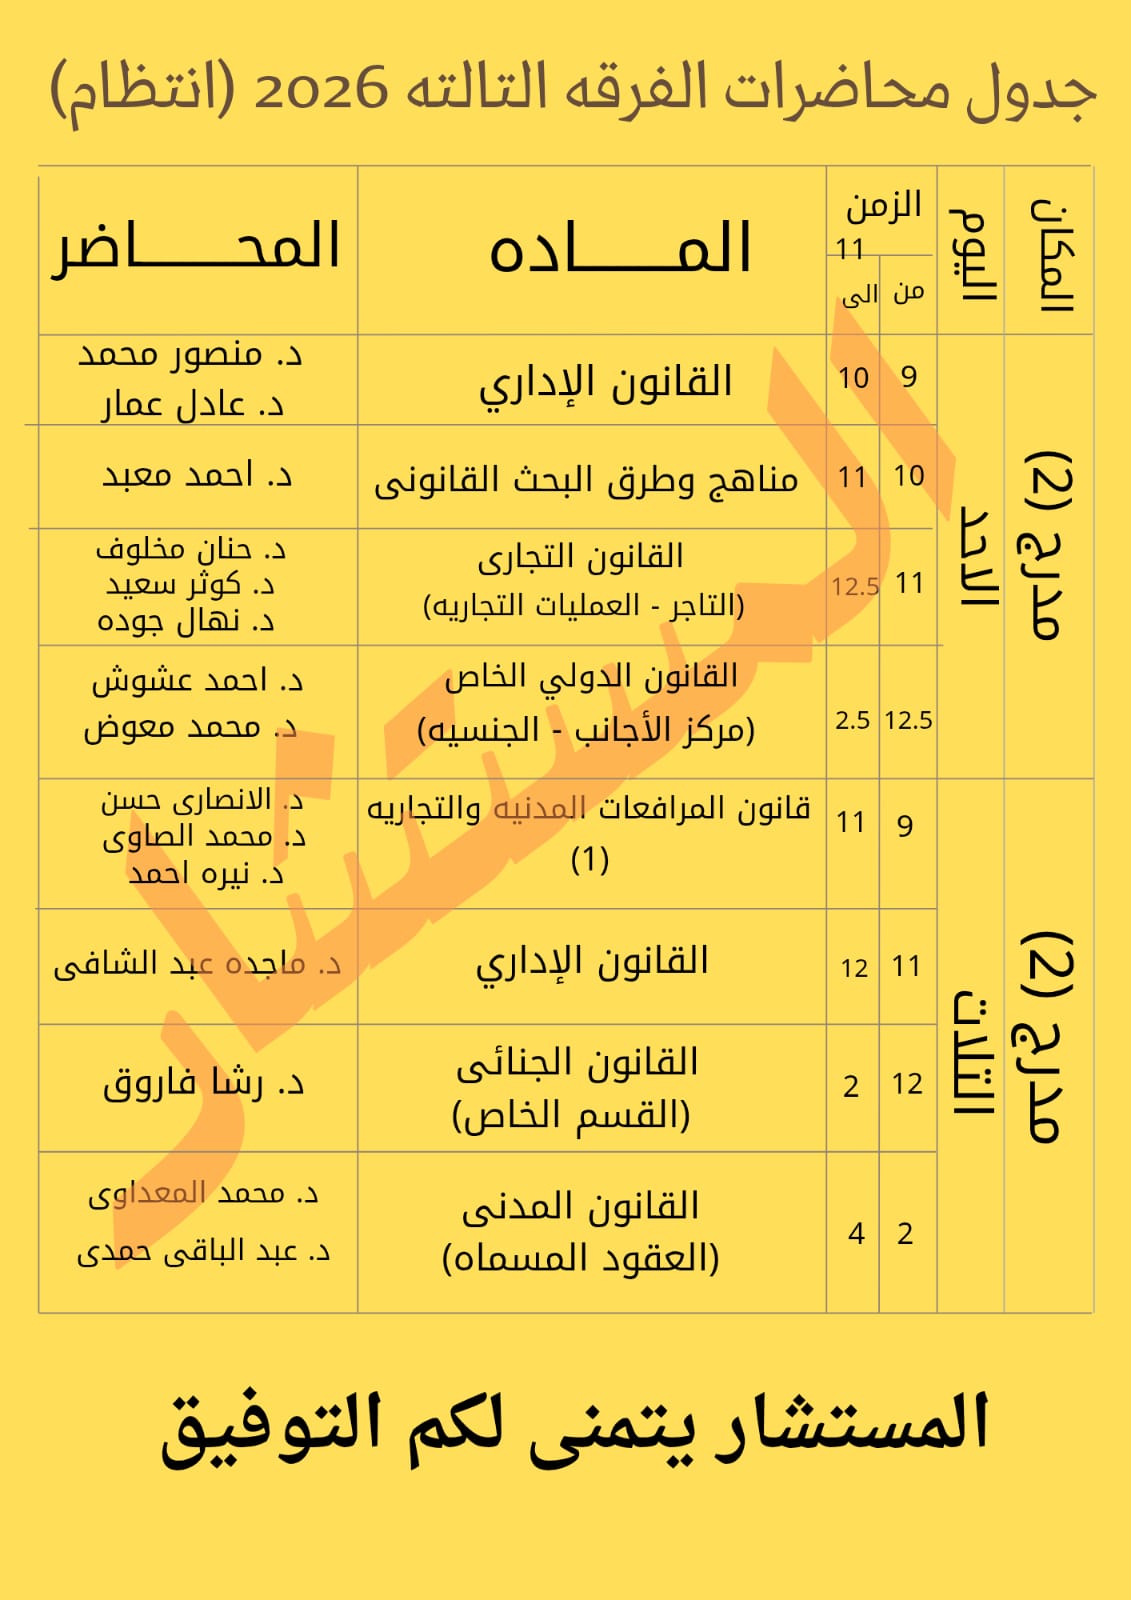 جدول محاضرات الفرقه التالته 2026 (انتظام)
المكان
اليوم
الزمن
11
من
الى
المـــــــاده
المحـــــــاضر
مدرج (2)
الاحد
9
10
القانون الإداري
د. منصور محمد
د. عادل عمار
10
11
مناهج وطرق البحث القانونى
د. احمد معبد
11
12.5
القانون التجارى
(التاجر - العمليات التجاريه)
د. حنان مخلوف
د. كوثر سعيد
د. نهال جوده
12.5
2.5
القانون الدولي الخاص
(مركز الأجانب - الجنسيه)
د. احمد عشوش
د. محمد معوض
مدرج (2)
التلات
9
11
قانون المرافعات المدنيه والتجاريه
(1)
د. الانصارى حسن
د. محمد الصاوى
د. نيره احمد
11
12
القانون الإداري
د. ماجده عبد الشافى
12
2
القانون الجنائى
(القسم الخاص)
د. رشا فاروق
2
4
القانون المدنى
(العقود المسماه)
د. محمد المعداوى
د. عبد الباقى حمدى
المستشار
المستشار يتمنى لكم التوفيق